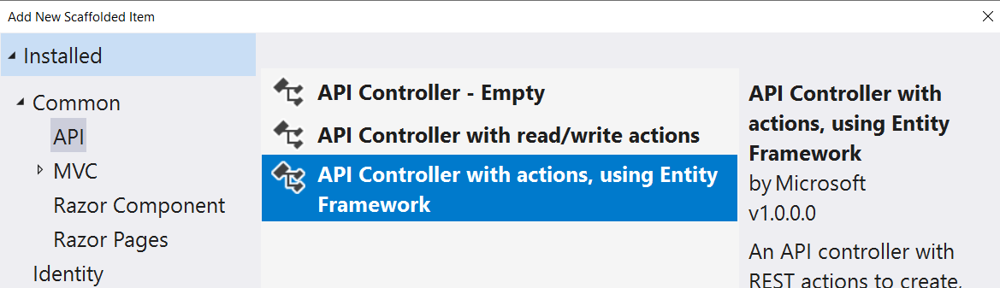 Add New Scaffolded Item
Installed
Common
API
MVC
Razor Component
Razor Pages
Identity
API Controller - Empty
API Controller with read/write actions
API Controller with actions, using Entity
Framework
API Controller with
actions, using Entity
Framework
by Microsoft
v1.0.0.0
An API controller with
REST actions to create,